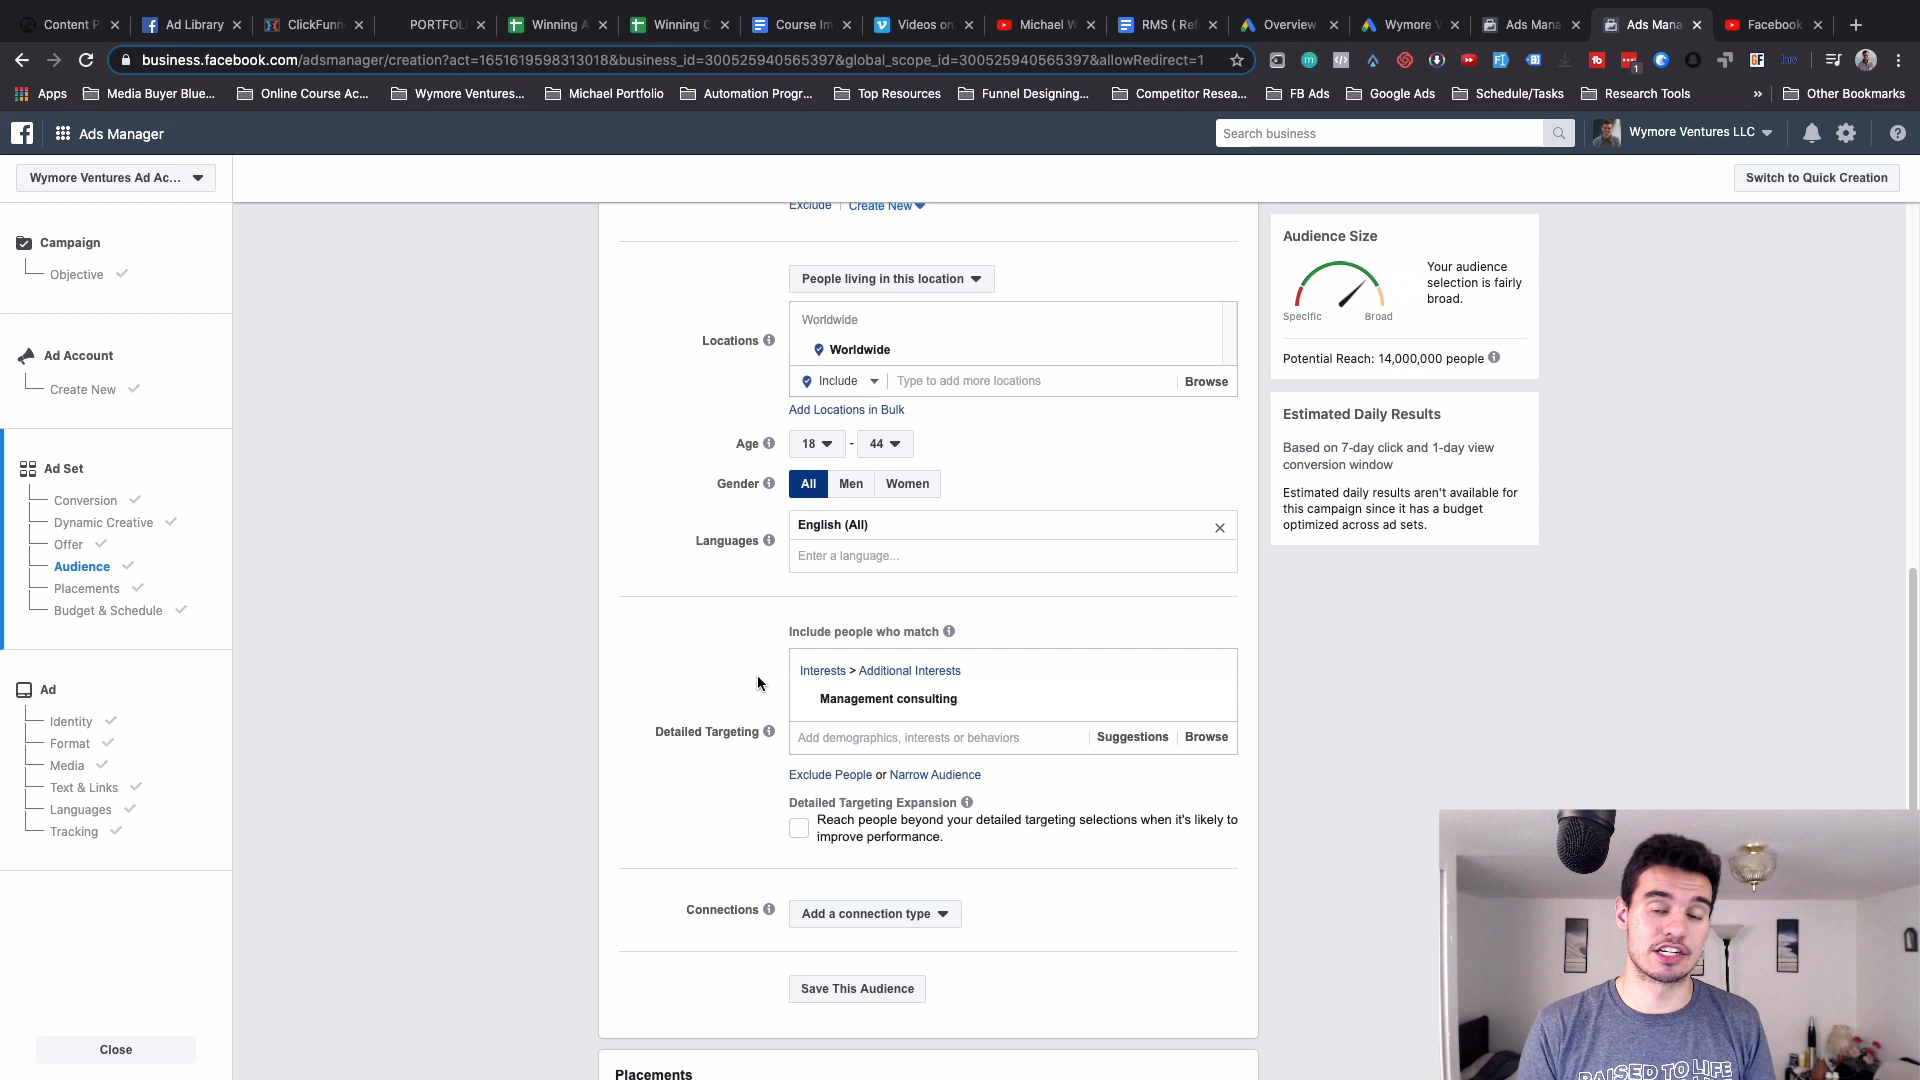 Content P
Ad Library
ClickFunn
PORTFOL
Winning A
Winning C
Course Im
Videos on
Michael W
RMS ( Ref
Overview
Wymore V
Ads Mana
Ads Mana
Facebook
business.facebook.com/adsmanager/creation?act=1651619598313018&business_id=300525940565397&global_scope_id=300525940565397&allowRedirect=1
Apps
Media Buyer Blue...
Online Course Ac...
Wymore Ventures...
Michael Portfolio
Automation Progr...
Top Resources
Funnel Designing...
Competitor Resea...
FB Ads
Google Ads
Schedule/Tasks
Research Tools
»
Other Bookmarks
Ads Manager
Search business
Wymore Ventures LLC
Wymore Ventures Ad Ac...
Switch to Quick Creation
Campaign
Objective
Ad Account
Create New
Ad Set
Conversion
Dynamic Creative
Offer
Audience
Placements
Budget & Schedule
Ad
Identity
Format
Media
Text & Links
Languages
Tracking
Close
Exclude | Create New
People living in this location
Locations
Worldwide
Worldwide
Include
Type to add more locations
Browse
Add Locations in Bulk
Age
18 - 44
Gender
All Men Women
Languages
English (All)
Enter a language...
Include people who match
Interests > Additional Interests
Management consulting
Detailed Targeting
Add demographics, interests or behaviors
Suggestions
Browse
Exclude People or Narrow Audience
Detailed Targeting Expansion
Reach people beyond your detailed targeting selections when it's likely to
improve performance.
Connections
Add a connection type
Save This Audience
Placements
Audience Size
Your audience
selection is fairly
broad.
Specific
Broad
Potential Reach: 14,000,000 people
Estimated Daily Results
Based on 7-day click and 1-day view
conversion window
Estimated daily results aren't available for
this campaign since it has a budget
optimized across ad sets.
RAISED TO LIFE